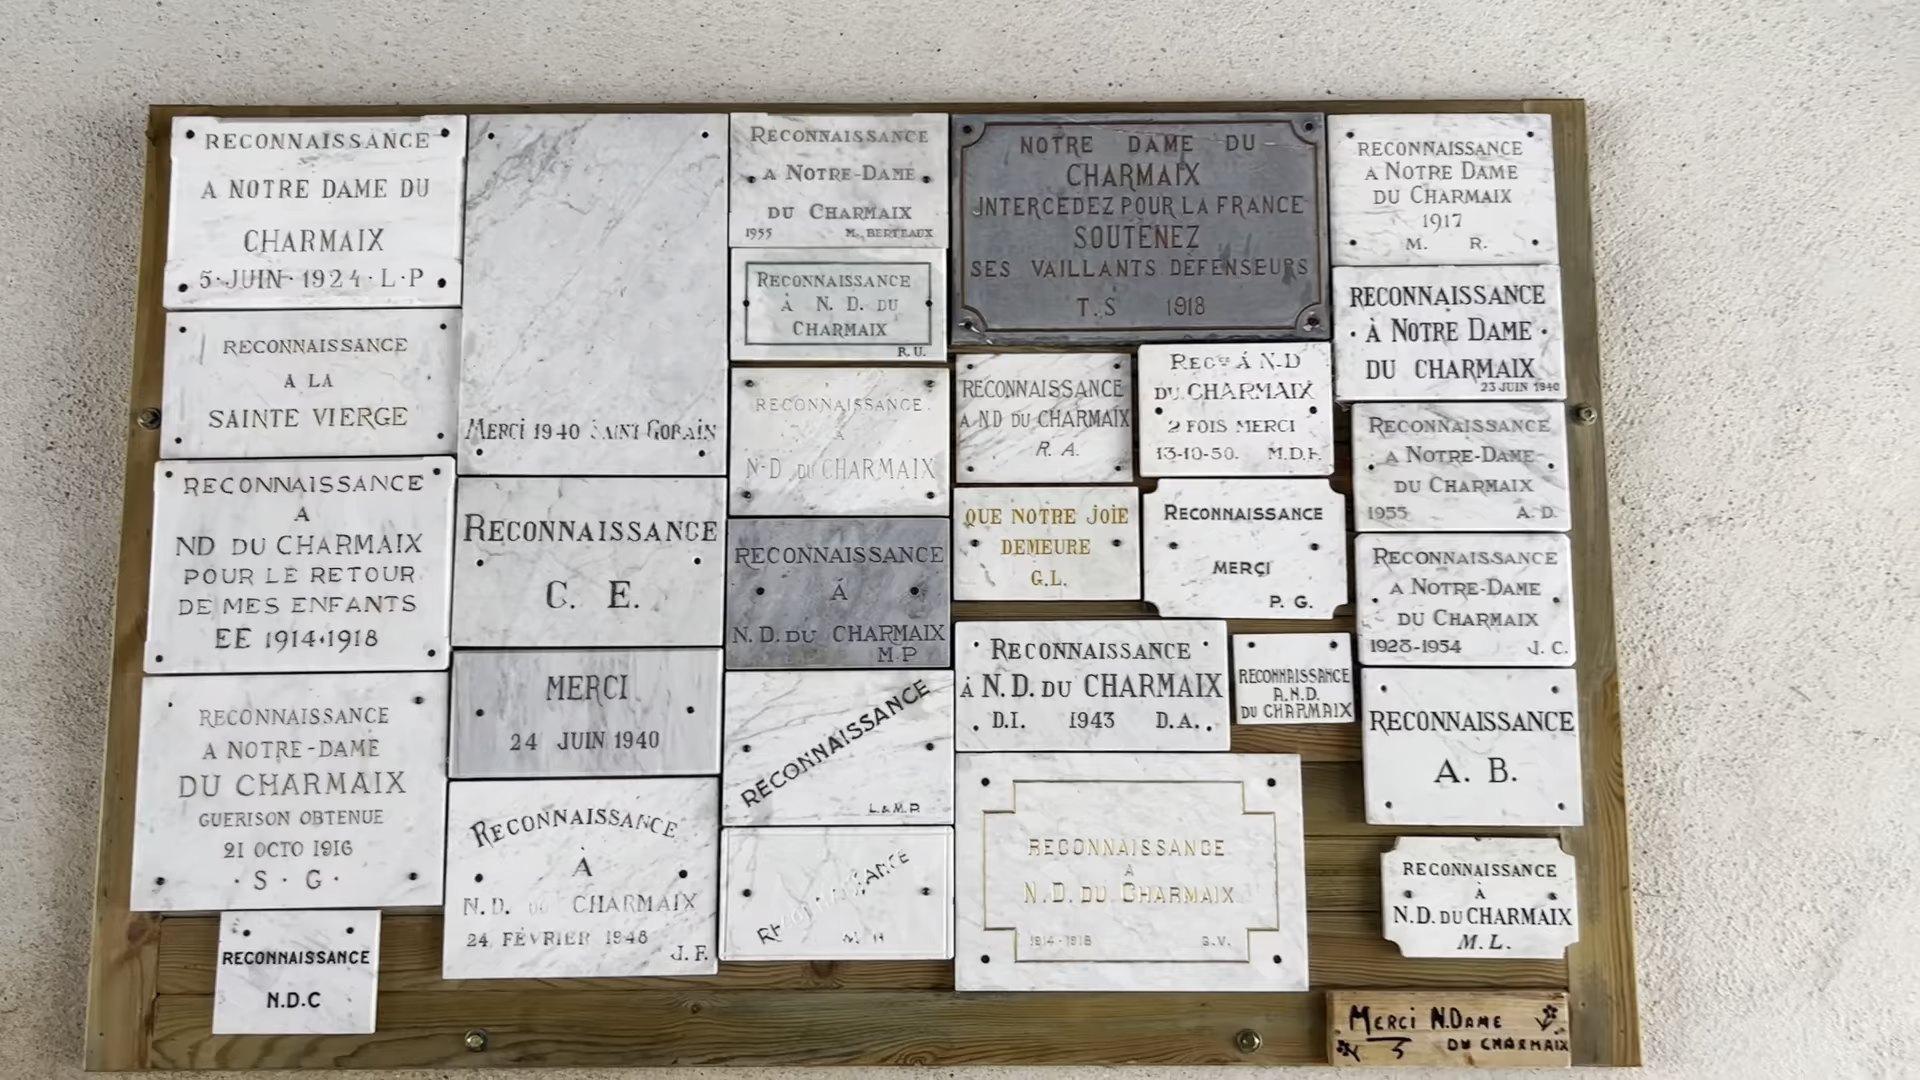 RECONNAISSANCE
A NOTRE DAME DU
CHARMAIX
5·JUIN·1924·L·P
RECONNAISSANCE
A LA
SAINTE VIERGE
RECONNAISSANCE
A
ND DU CHARMAIX
POUR LE RETOUR
DE MES ENFANTS
EE 1914·1918
RECONNAISSANCE
A NOTRE-DAME
DU CHARMAIX
GUERISON OBTENUE
21 OCTO 1916
· S · G ·
RECONNAISSANCE
N.D.C
MERCI 1940 SAINT GOBAIN
RECONNAISSANCE
C. E.
MERCI
24 JUIN 1940
RECONNAISSANCE
À
N. D. DU CHARMAIX
24 FÉVRIER 1948
J. F.
RECONNAISSANCE
A NOTRE-DAME
DU CHARMAIX
1955 M. BERTEAUX
RECONNAISSANCE
À N. D. DU
CHARMAIX
R. U.
RECONNAISSANCE
À
N-D. DU CHARMAIX
RECONNAISSANCE
Á
N. D. DU CHARMAIX
M P
RECONNAISSANCE
L & M. P.
RECONNAISSANCE
NOTRE DAME DU
CHARMAIX
INTERCEDEZ POUR LA FRANCE
SOUTENEZ
SES VAILLANTS DÉFENSEURS
T. S 1918
RECONNAISSANCE
A ND DU CHARMAIX
R. A.
RECce Á N-D
DU CHARMAIX
2 FOIS MERCI
13-10-50. M.D.F.
QUE NOTRE JOIE
DEMEURE
G.L.
RECONNAISSANCE
MERCI
P. G.
RECONNAISSANCE
À N. D. DU CHARMAIX
D.I. 1943 D.A.
RECONNAISSANCE
A.N.D.
DU CHARMAIX
RECONNAISSANCE
A
N. D. DU CHARMAIX
1914-1918 S.V.
RECONNAISSANCE
A NOTRE DAME
DU CHARMAIX
1917
M. R.
RECONNAISSANCE
À NOTRE DAME
DU CHARMAIX
23 JUIN 1940
RECONNAISSANCE
A NOTRE-DAME
DU CHARMAIX
1955 A. D.
RECONNAISSANCE
A NOTRE-DAME
DU CHARMAIX
1928-1954 J. C.
RECONNAISSANCE
A. B.
RECONNAISSANCE
À
N. D. DU CHARMAIX
M. L.
MERCI N.DAME
DU CHARMAIX